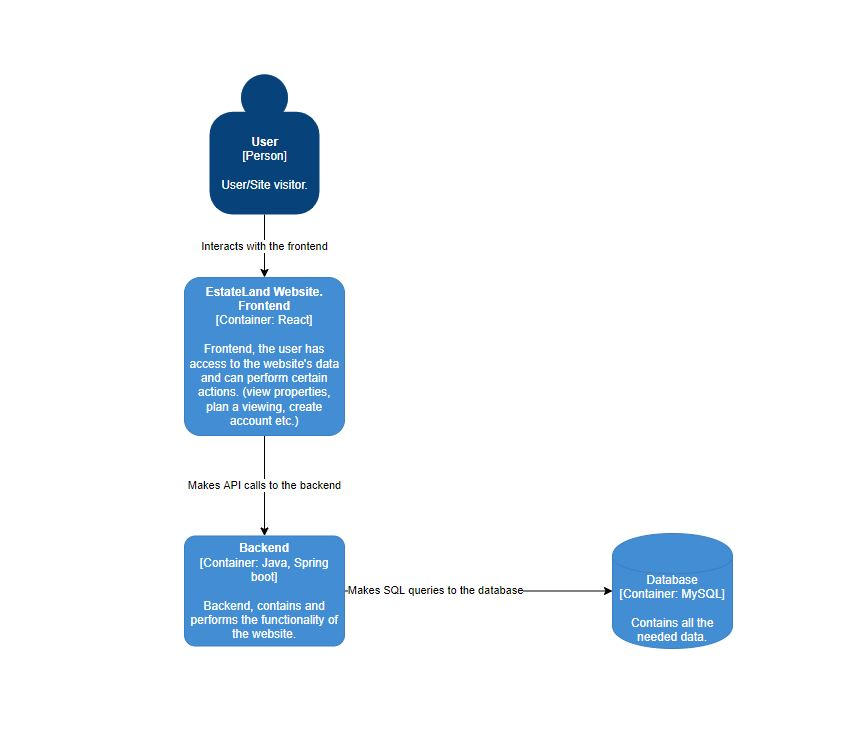 User
[Person]
User/Site visitor.
Interacts with the frontend
EstateLand Website.
Frontend
[Container: React]
Frontend, the user has
access to the website's data
and can perform certain
actions. (view properties,
plan a viewing, create
account etc.)
Makes API calls to the backend
Backend
[Container: Java, Spring
boot]
Backend, contains and
performs the functionality of
the website.
Makes SQL queries to the database
Database
[Container: MySQL]
Contains all the
needed data.